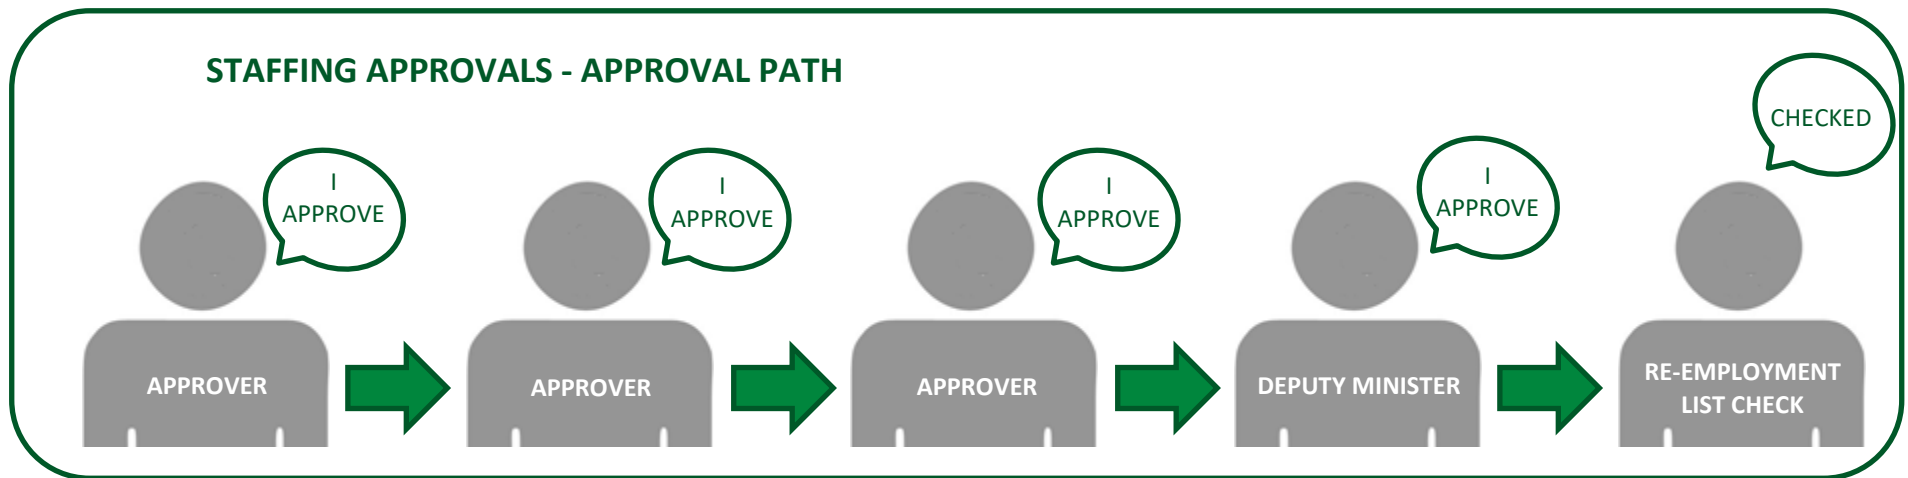 STAFFING APPROVALS - APPROVAL PATH
I
APPROVE
I
APPROVE
I
APPROVE
I
APPROVE
CHECKED
APPROVER
APPROVER
APPROVER
DEPUTY MINISTER
RE-EMPLOYMENT
LIST CHECK